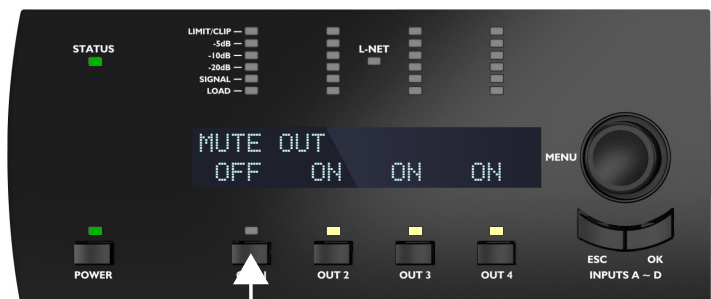 LIMIT/CLIP
-5dB
-10dB
-20dB
SIGNAL
LOAD
STATUS
L-NET
MUTE OUT
OFF ON ON ON
MENU
ESC OK
INPUTS A ~ D
POWER
OUT 2
OUT 3
OUT 4